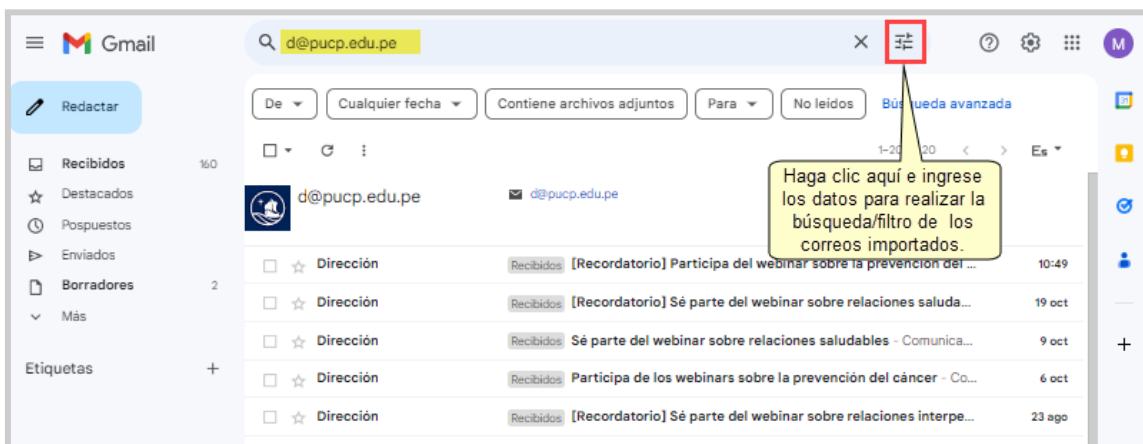 Gmail
d@pucp.edu.pe
M
Redactar
De
Cualquier fecha
Contiene archivos adjuntos
Para
No leídos
Búsqueda avanzada
Recibidos 160
Destacados
Pospuestos
Enviados
Borradores 2
Más
Etiquetas
Es
d@pucp.edu.pe
d@pucp.edu.pe
Haga clic aquí e ingrese
los datos para realizar la
búsqueda/filtro de los
correos importados.
Dirección Recibidos [Recordatorio] Participa del webinar sobre la prevención del ... 10:49
Dirección Recibidos [Recordatorio] Sé parte del webinar sobre relaciones saluda... 19 oct
Dirección Recibidos Sé parte del webinar sobre relaciones saludables - Comunica... 9 oct
Dirección Recibidos Participa de los webinars sobre la prevención del cáncer - Co... 6 oct
Dirección Recibidos [Recordatorio] Sé parte del webinar sobre relaciones interpe... 23 ago